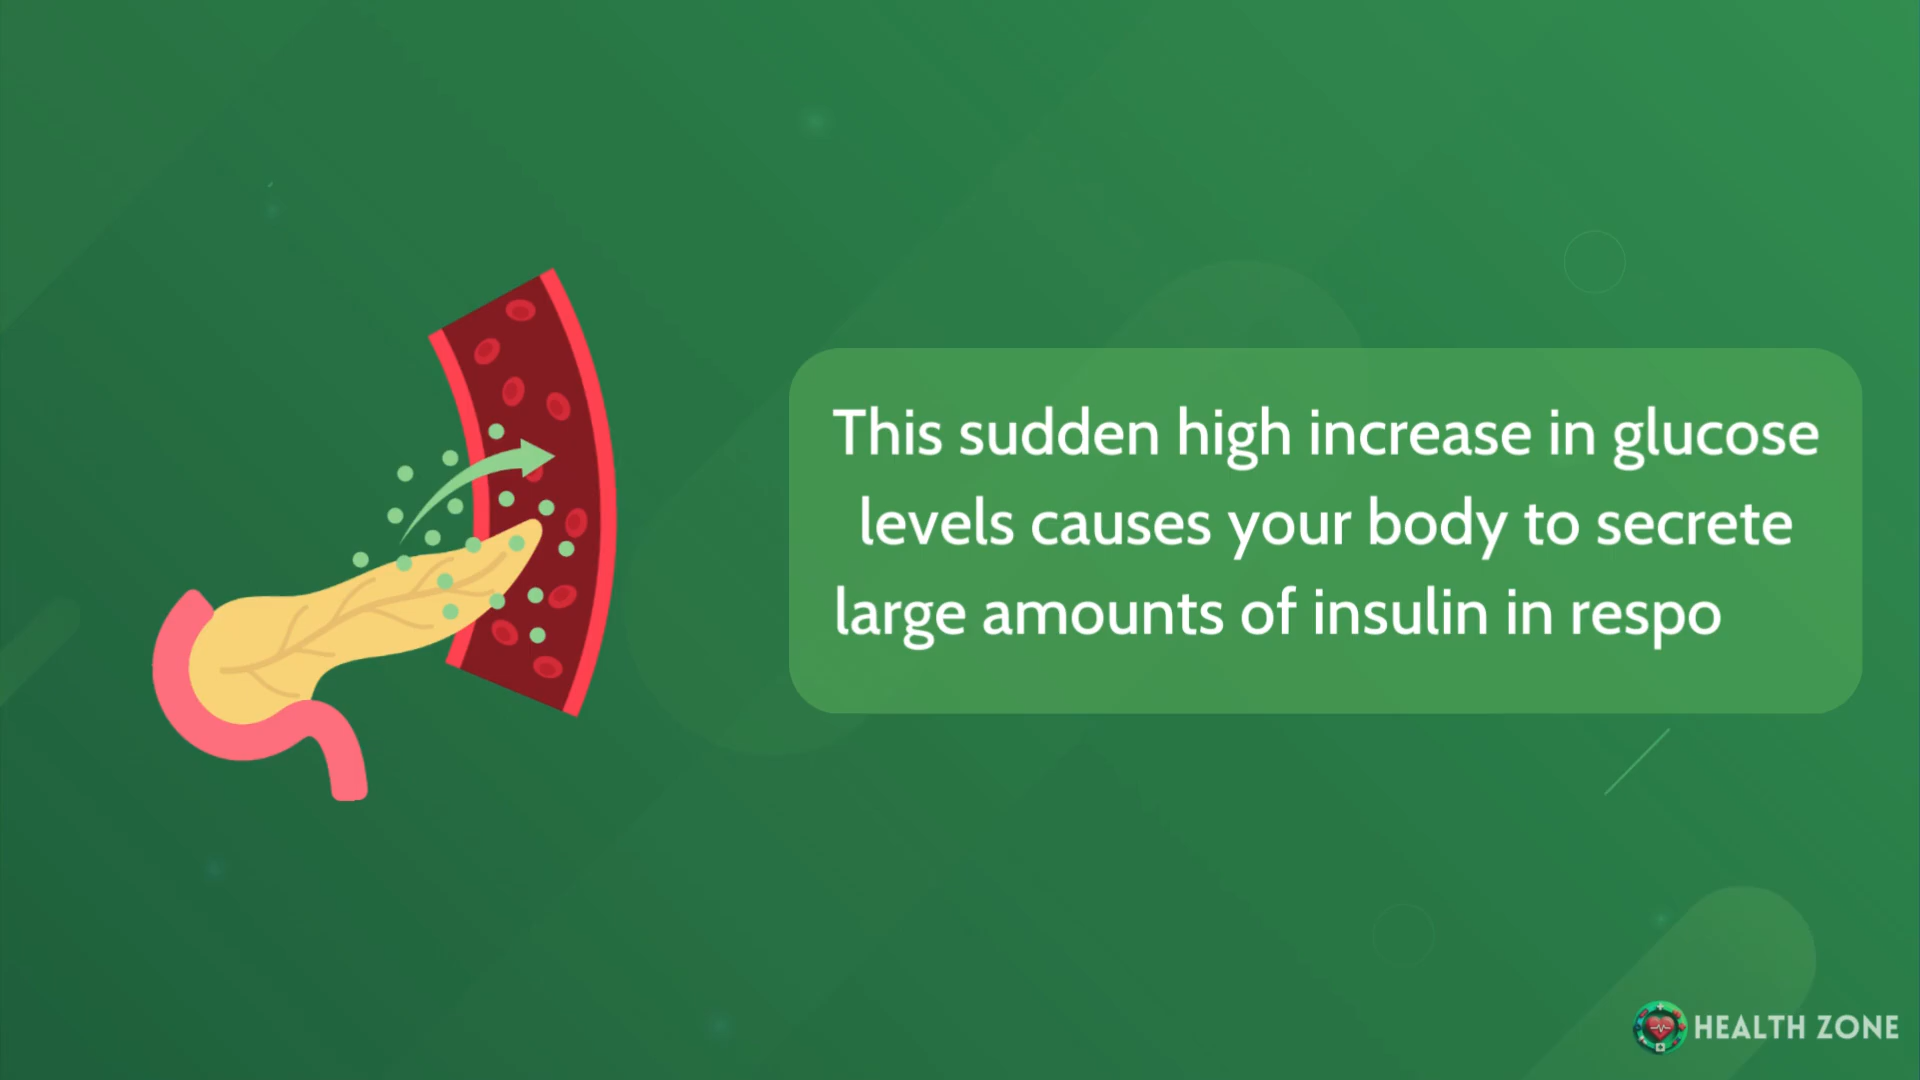 This sudden high increase in glucose
levels causes your body to secrete
large amounts of insulin in respo
HEALTH ZONE